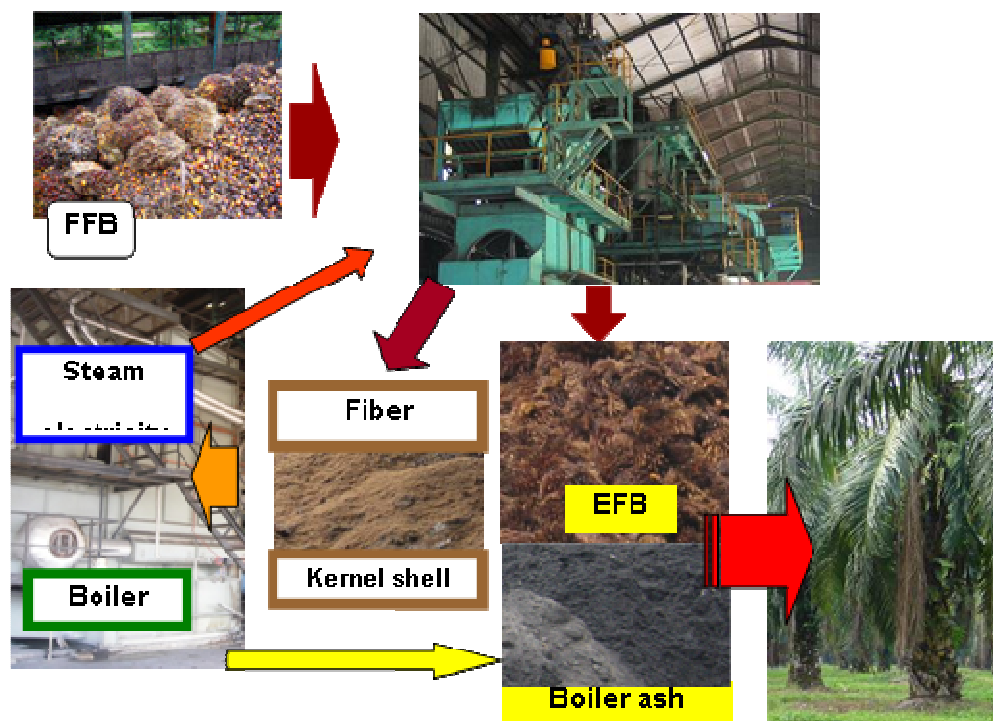 FFB
Steam
Fiber
EFB
Kernel shell
Boiler
Boiler ash